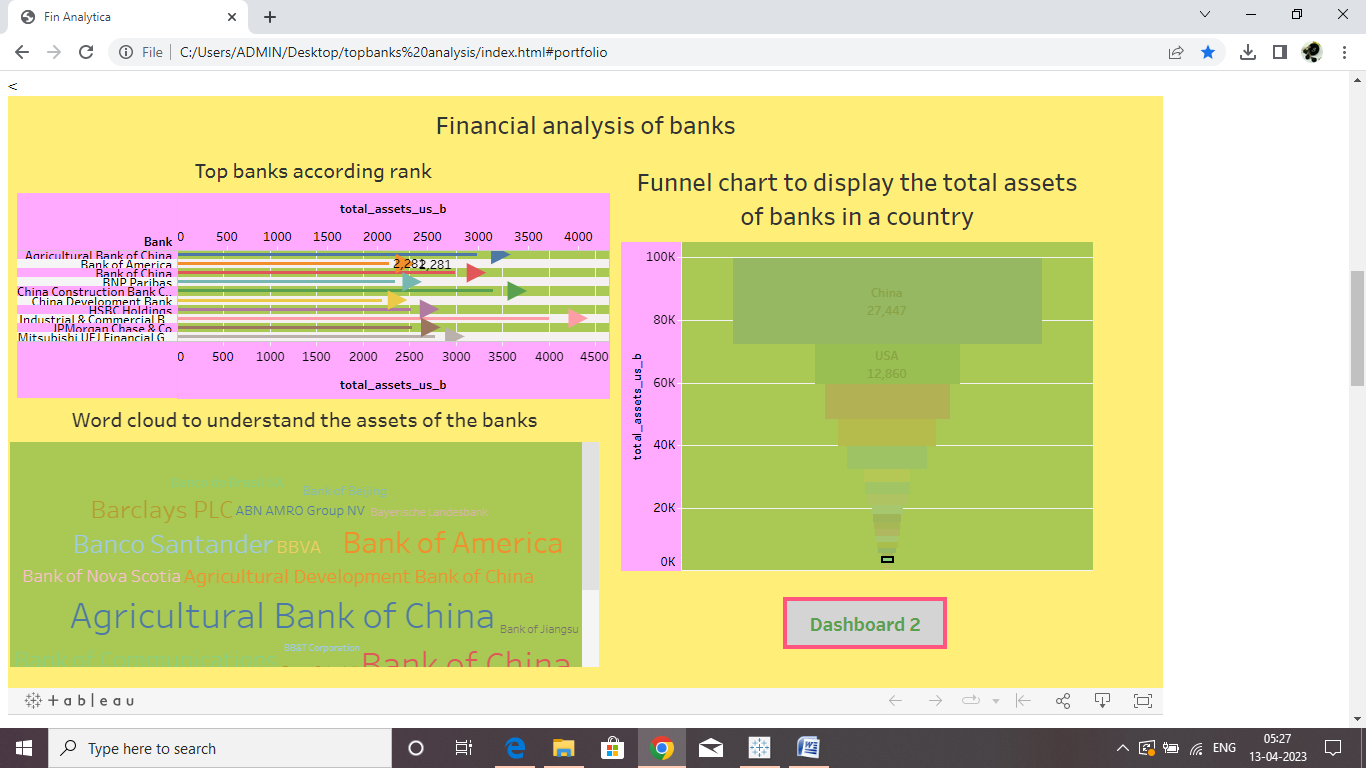 Fin Analytica
File
C:/Users/ADMIN/Desktop/topbanks%20analysis/index.html#portfolio
<
Financial analysis of banks
Top banks according rank
total_assets_us_b
Bank
0 500 1000 1500 2000 2500 3000 3500 4000
Agricultural Bank of China
Bank of America
2,281 2,281
Bank of China
BNP Paribas
China Construction Bank C..
China Development Bank
HSBC Holdings
Industrial & Commercial B..
JPMorgan Chase & Co
Mitsubishi UFJ Financial G..
0 500 1000 1500 2000 2500 3000 3500 4000 4500
total_assets_us_b
Word cloud to understand the assets of the banks
Bank of Beijing
Barclays PLC ABN AMRO Group NV Bayerische Landesbank
Banco Santander BBVA Bank of America
Bank of Nova Scotia Agricultural Development Bank of China
Agricultural Bank of China Bank of Jiangsu
BB&T Corporation
Bank of Communications Bank of China
Funnel chart to display the total assets
of banks in a country
total_assets_us_b
100K
80K
60K
40K
20K
0K
China
27,447
USA
12,860
Dashboard 2
+ableau
Type here to search
ENG
05:27
13-04-2023